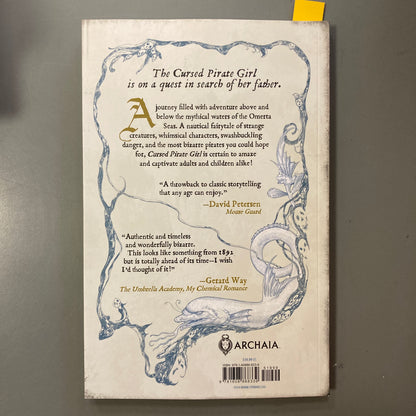 The Cursed Pirate Girl
is on a quest in search of her father.
A journey filled with adventure above and
below the mythical waters of the Omerta
Seas. A nautical fairytale of strange
creatures, whimsical characters, swashbuckling
danger, and the most bizarre pirates you could hope
for, Cursed Pirate Girl is certain to amaze
and captivate adults and children alike!
"A throwback to classic storytelling
that any age can enjoy."
—David Petersen
Mouse Guard
"Authentic and timeless
and wonderfully bizarre.
This looks like something from 1892
but is totally ahead of its time—I wish
I'd thought of it!"
—Gerard Way
The Umbrella Academy, My Chemical Romance
ARCHAIA